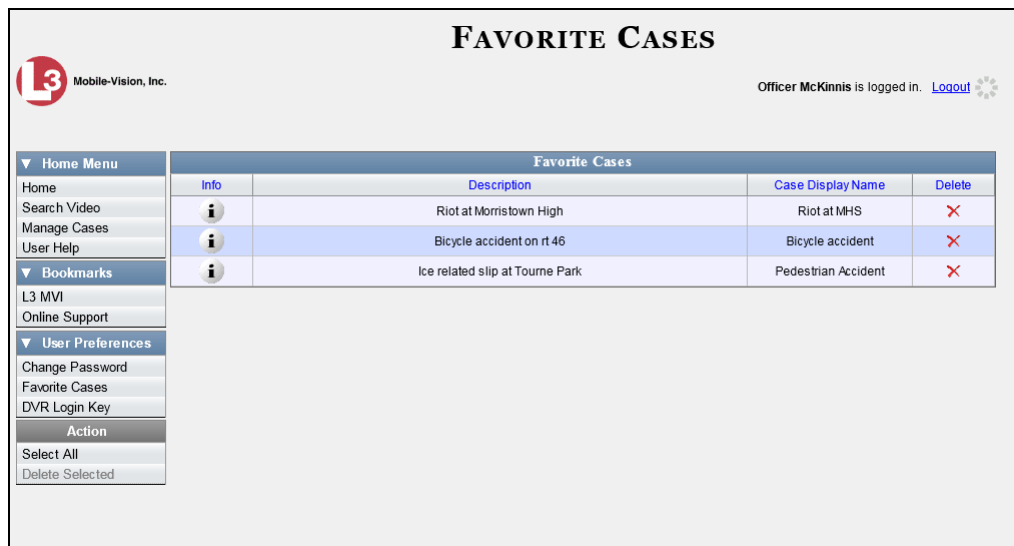 FAVORITE CASES
L3 Mobile-Vision, Inc.
Officer McKinnis is logged in. Logout
▼ Home Menu
Home
Search Video
Manage Cases
User Help
▼ Bookmarks
L3 MVI
Online Support
▼ User Preferences
Change Password
Favorite Cases
DVR Login Key
Action
Select All
Delete Selected
Favorite Cases
Info Description Case Display Name Delete
i Riot at Morristown High Riot at MHS
i Bicycle accident on rt 46 Bicycle accident
i Ice related slip at Tourne Park Pedestrian Accident